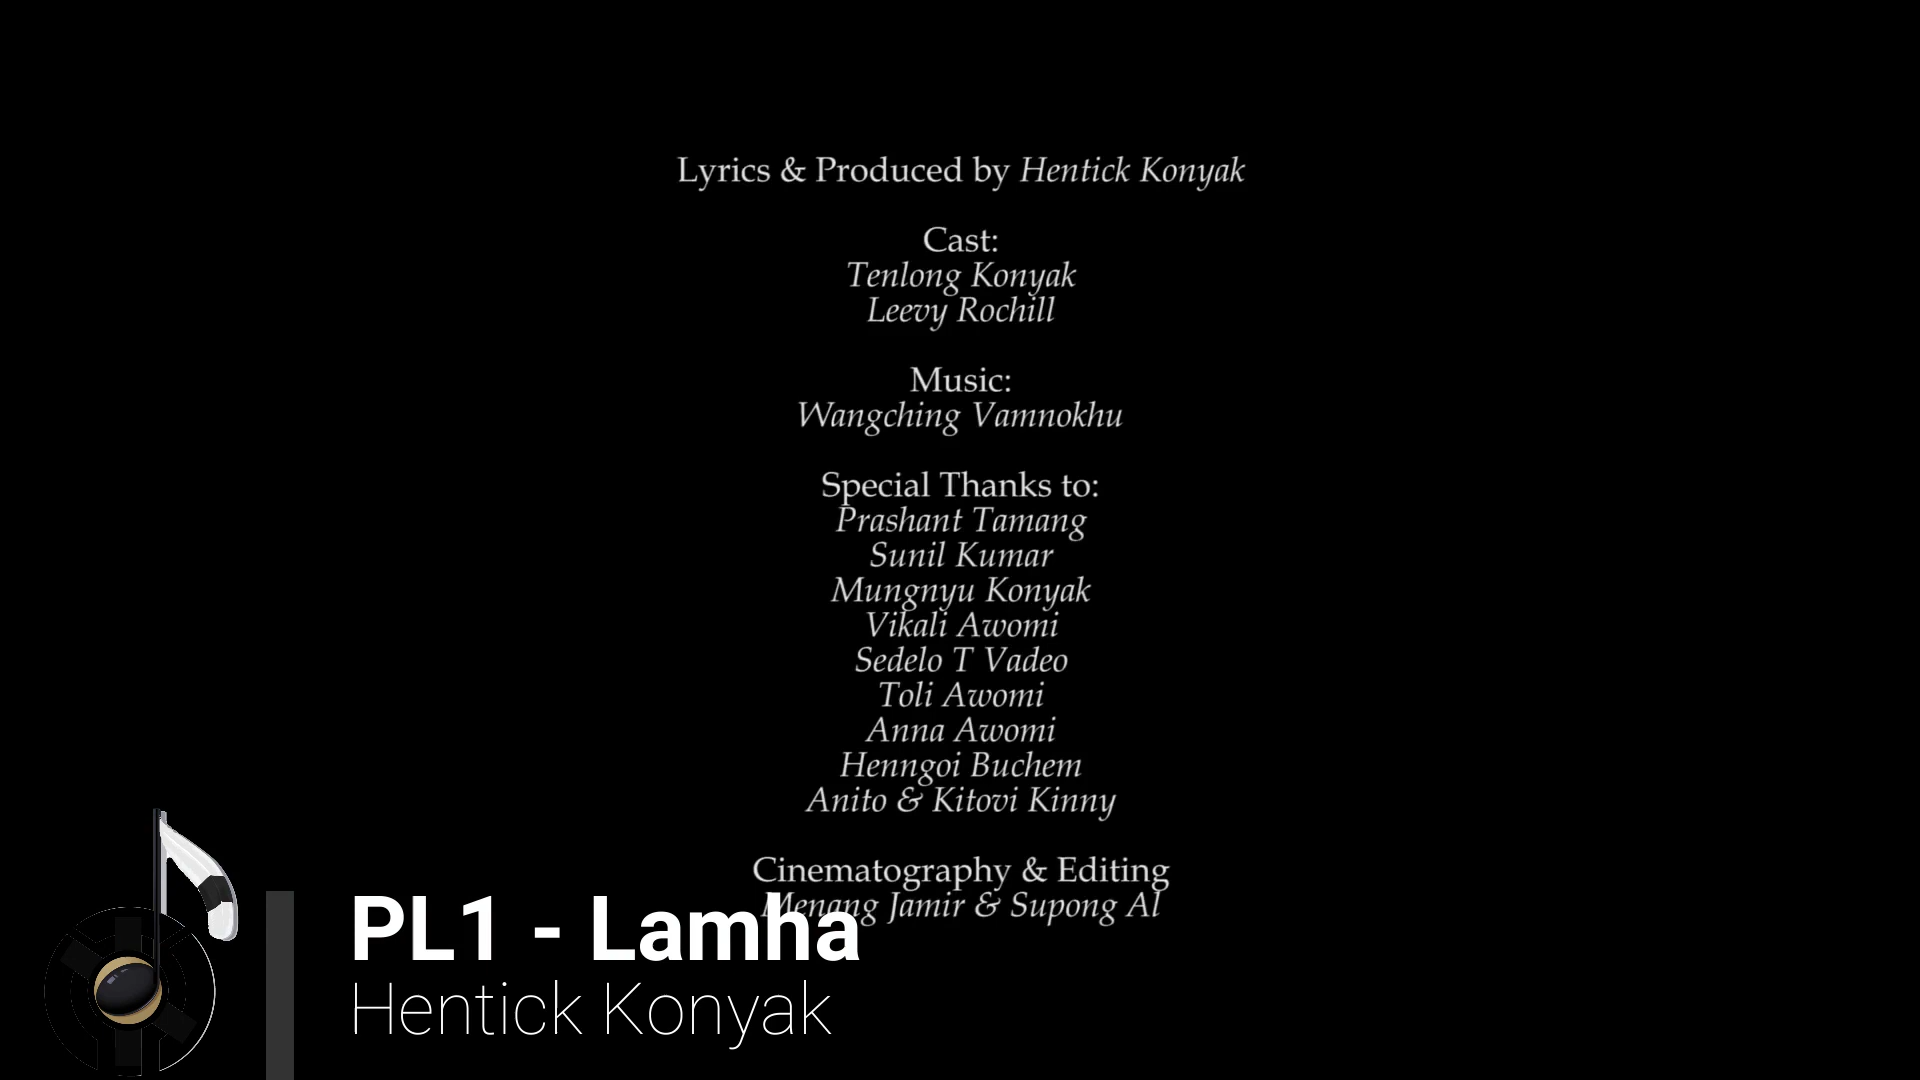 Lyrics & Produced by Hentick Konyak
Cast:
Tenlong Konyak
Leevy Rochill
Music:
Wangching Vamnokhu
Special Thanks to:
Prashant Tamang
Sunil Kumar
Mungnyu Konyak
Vikali Awomi
Sedelo T Vadeo
Toli Awomi
Anna Awomi
Henngoi Buchem
Anito & Kitovi Kinny
Cinematography & Editing
Menang Jamir & Supong Al
PL1 - Lamha
Hentick Konyak